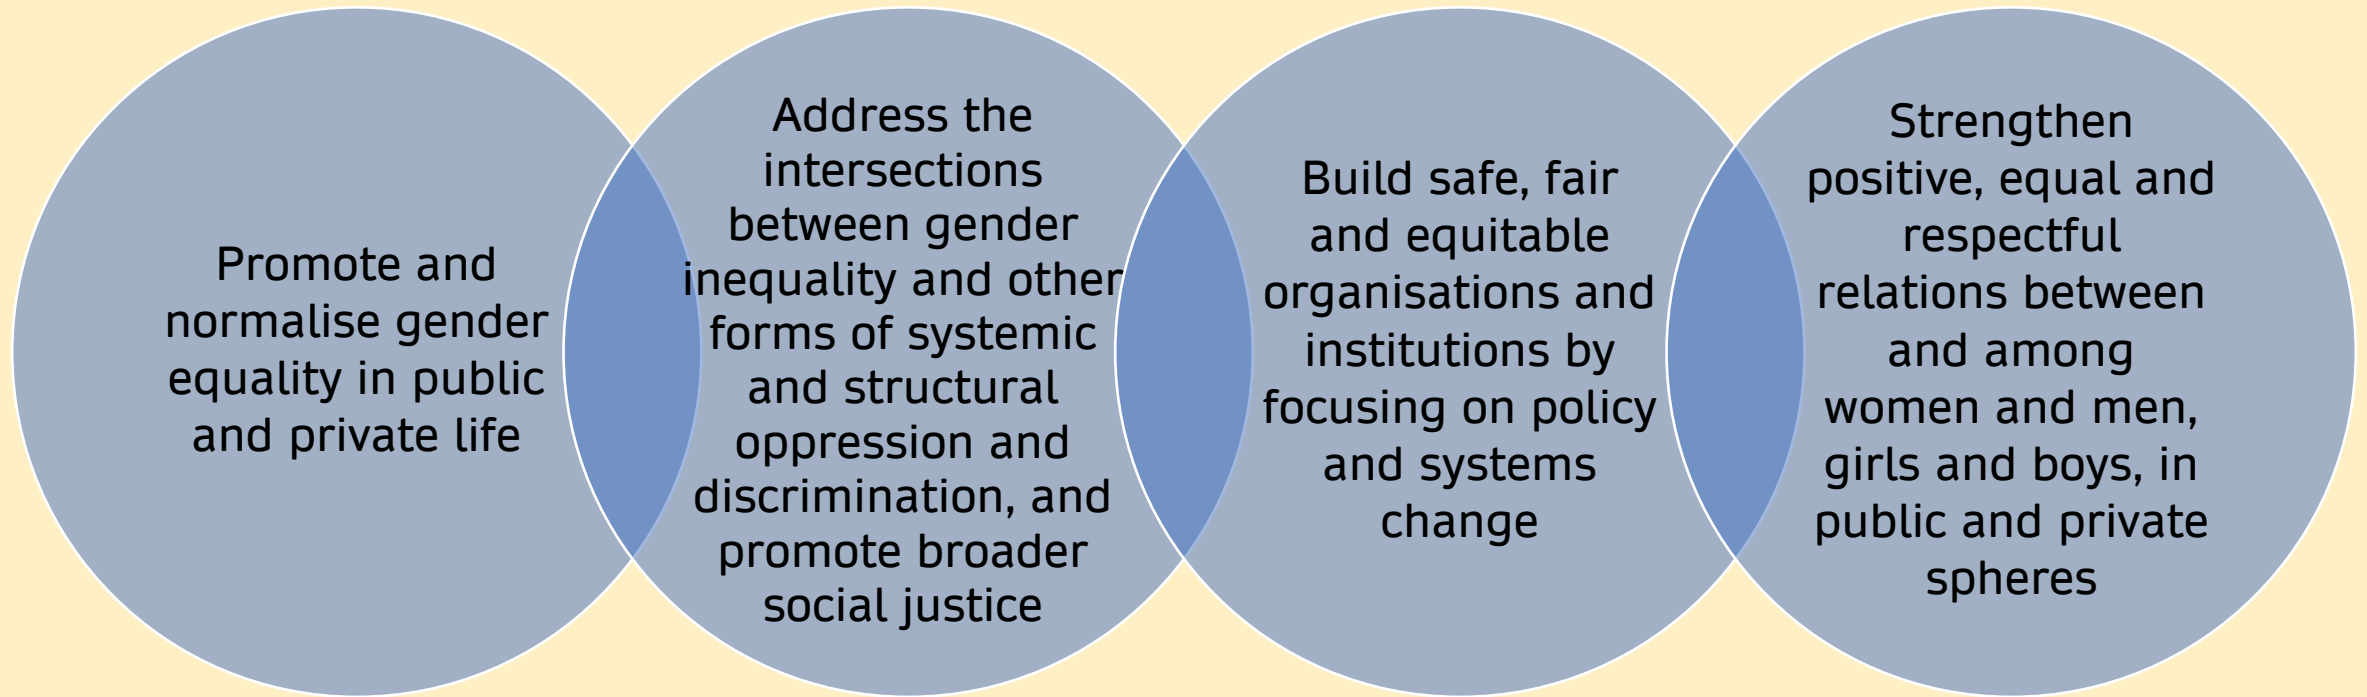 Promote and
normalise gender
equality in public
and private life
Address the
intersections
between gender
inequality and other
forms of systemic
and structural
oppression and
discrimination, and
promote broader
social justice
Build safe, fair
and equitable
organisations and
institutions by
focusing on policy
and systems
change
Strengthen
positive, equal and
respectful
relations between
and among
women and men,
girls and boys, in
public and private
spheres